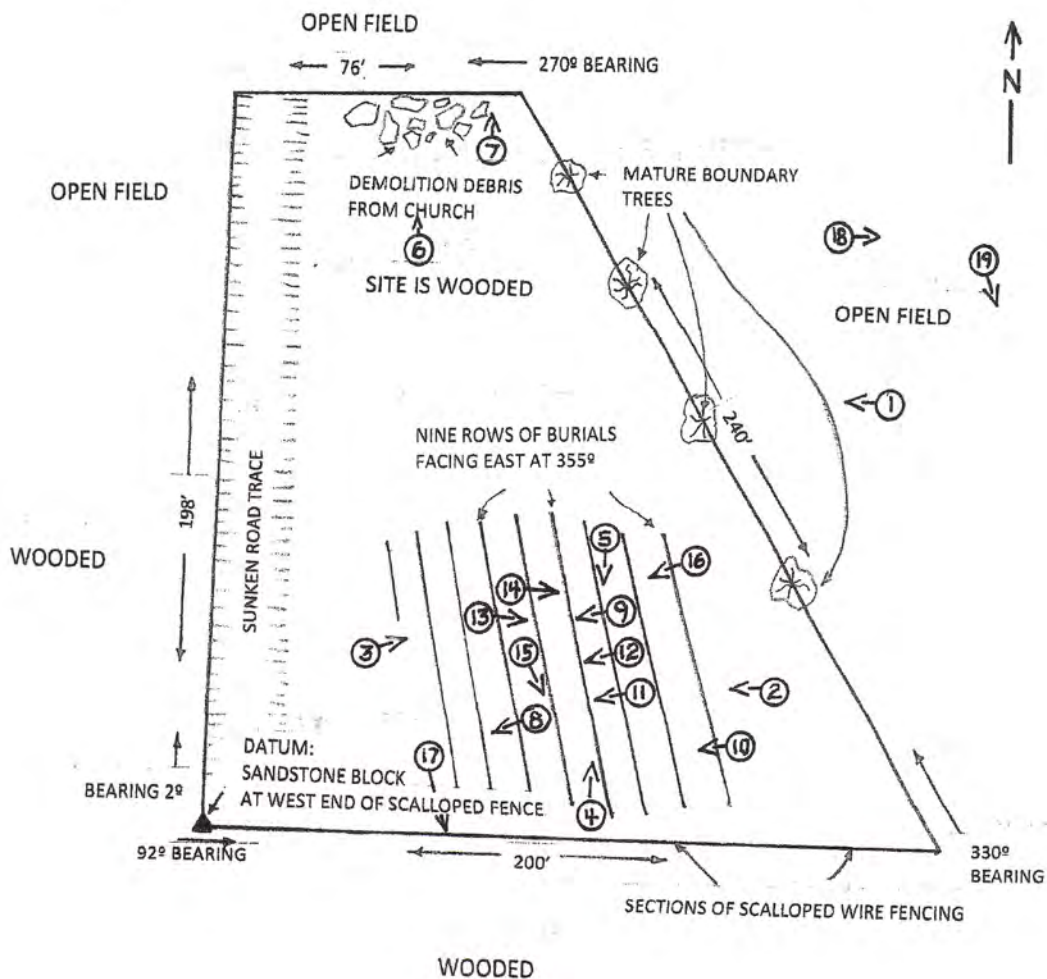 OPEN FIELD
76'
270º BEARING
N
7
OPEN FIELD
DEMOLITION DEBRIS
FROM CHURCH
MATURE BOUNDARY
TREES
6
18
19
SITE IS WOODED
OPEN FIELD
1
240'
NINE ROWS OF BURIALS
FACING EAST AT 355º
198'
SUNKEN ROAD TRACE
WOODED
5
16
14
13
9
3
15
12
11
2
8
10
17
DATUM:
SANDSTONE BLOCK
AT WEST END OF SCALLOPED FENCE
BEARING 2º
4
92º BEARING
200'
330º
BEARING
SECTIONS OF SCALLOPED WIRE FENCING
WOODED